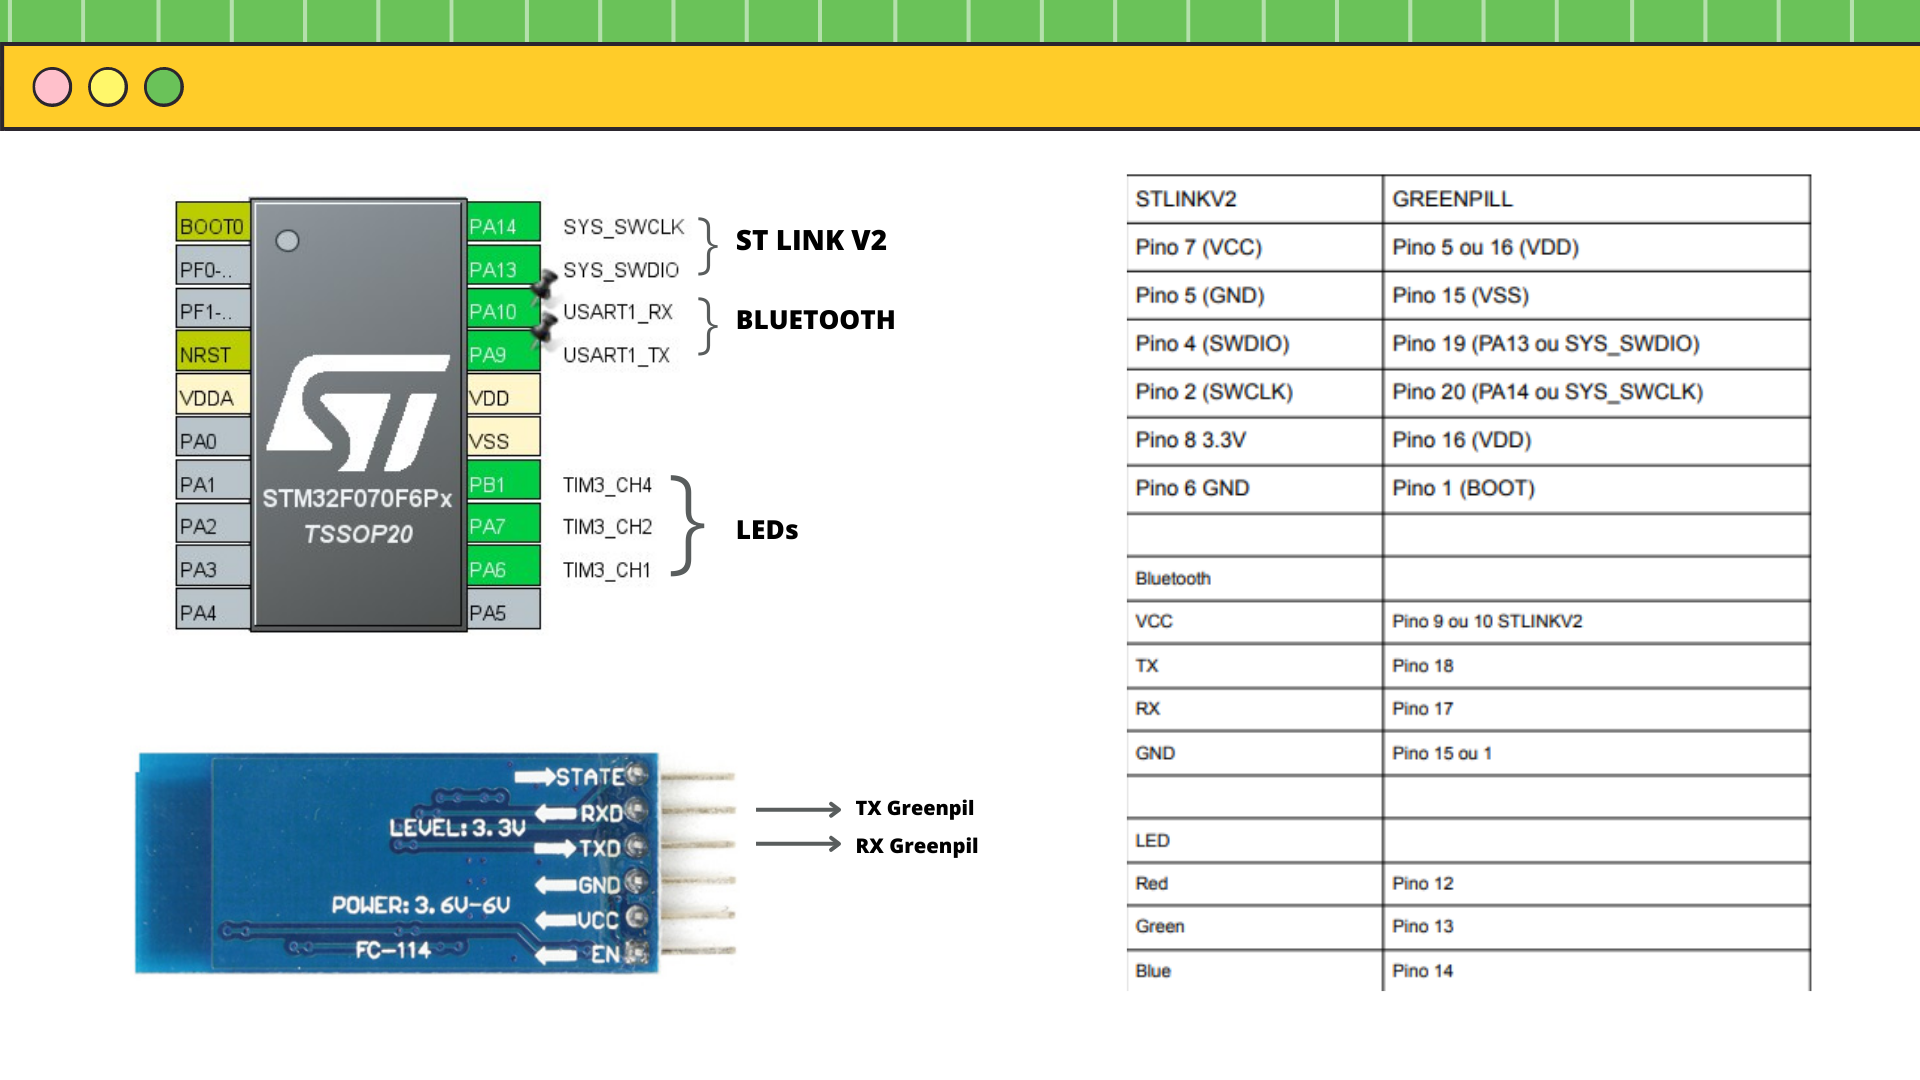 BOOT0
PF0-..
PF1-..
NRST
VDDA
PA0
PA1
PA2
PA3
PA4
STM32F070F6Px
TSSOP20
PA14 SYS_SWCLK
PA13 SYS_SWDIO
PA10 USART1_RX
PA9 USART1_TX
VDD
VSS
PB1 TIM3_CH4
PA7 TIM3_CH2
PA6 TIM3_CH1
PA5
ST LINK V2
BLUETOOTH
LEDs
STATE
RXD
LEVEL:3.3V
TXD
GND
POWER:3.6V-6V
VCC
FC-114
EN
TX Greenpil
RX Greenpil
STLINKV2 GREENPILL
Pino 7 (VCC) Pino 5 ou 16 (VDD)
Pino 5 (GND) Pino 15 (VSS)
Pino 4 (SWDIO) Pino 19 (PA13 ou SYS_SWDIO)
Pino 2 (SWCLK) Pino 20 (PA14 ou SYS_SWCLK)
Pino 8 3.3V Pino 16 (VDD)
Pino 6 GND Pino 1 (BOOT)
Bluetooth
VCC Pino 9 ou 10 STLINKV2
TX Pino 18
RX Pino 17
GND Pino 15 ou 1
LED
Red Pino 12
Green Pino 13
Blue Pino 14